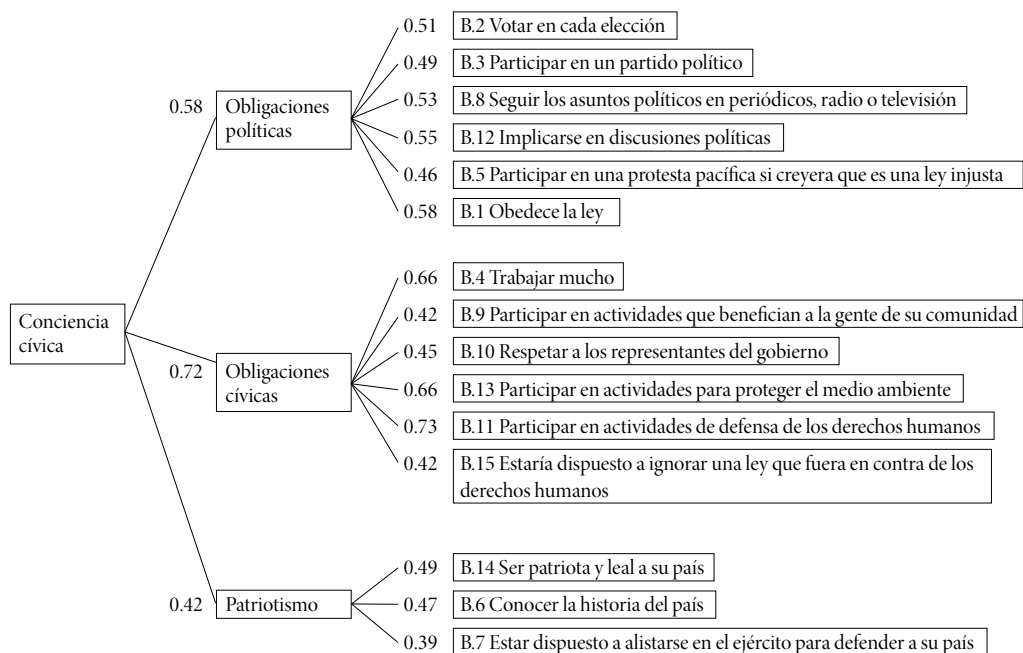 0.51 B.2 Votar en cada elección
0.49 B.3 Participar en un partido político
0.58 Obligaciones
políticas
0.53 B.8 Seguir los asuntos políticos en periódicos, radio o televisión
0.55 B.12 Implicarse en discusiones políticas
0.46 B.5 Participar en una protesta pacífica si creyera que es una ley injusta
0.58 B.1 Obedece la ley
Conciencia
cívica
0.66 B.4 Trabajar mucho
0.42 B.9 Participar en actividades que benefician a la gente de su comunidad
0.45 B.10 Respetar a los representantes del gobierno
0.72 Obligaciones
cívicas
0.66 B.13 Participar en actividades para proteger el medio ambiente
0.73 B.11 Participar en actividades de defensa de los derechos humanos
0.42 B.15 Estaría dispuesto a ignorar una ley que fuera en contra de los
derechos humanos
0.49 B.14 Ser patriota y leal a su país
0.42 Patriotismo
0.47 B.6 Conocer la historia del país
0.39 B.7 Estar dispuesto a alistarse en el ejército para defender a su país